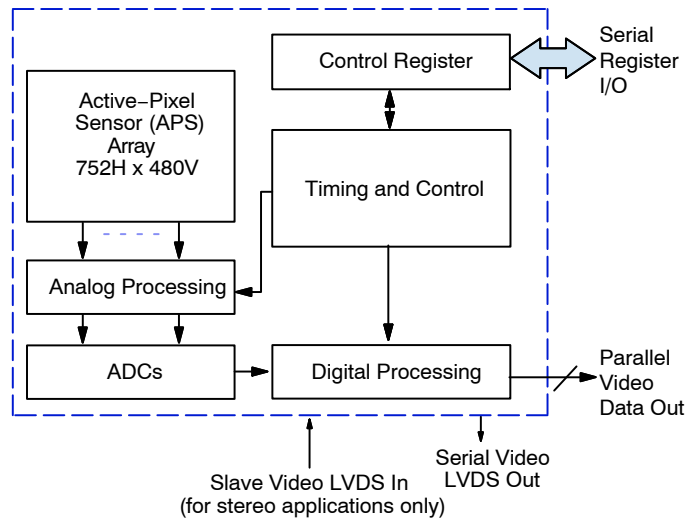 Control Register
Serial
Register
I/O
Active−Pixel
Sensor (APS)
Array
752H x 480V
Timing and Control
Analog Processing
ADCs
Digital Processing
Parallel
Video
Data Out
Slave Video LVDS In
(for stereo applications only)
Serial Video
LVDS Out